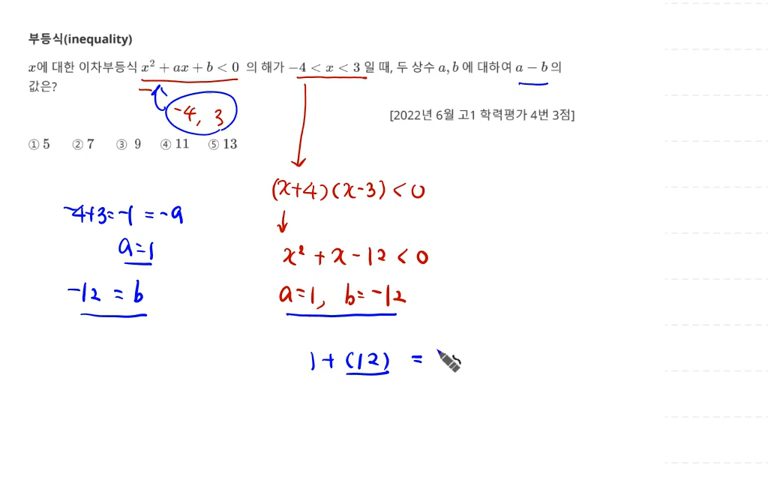 부등식(inequality)
x에 대한 이차부등식 x² + ax + b < 0 의 해가 −4 < x < 3 일 때, 두 상수 a, b 에 대하여 a − b 의
값은?
-4, 3
[2022년 6월 고1 학력평가 4번 3점]
① 5 ② 7 ③ 9 ④ 11 ⑤ 13
(x+4)(x-3) < 0
-4+3=-1 = -a
a=1
x² + x - 12 < 0
-12 = b
a=1, b=-12
1 + (12) =